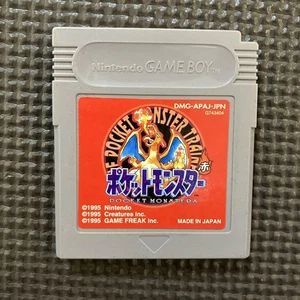 Nintendo GAME BOY
TM
DMG-APAJ-JPN
POCKET MONSTER TRAINER
赤
ポケットモンスター
POCKET MONSTERS
©1995 Nintendo
©1995 Creatures inc.
©1995 GAME FREAK inc.
MADE IN JAPAN